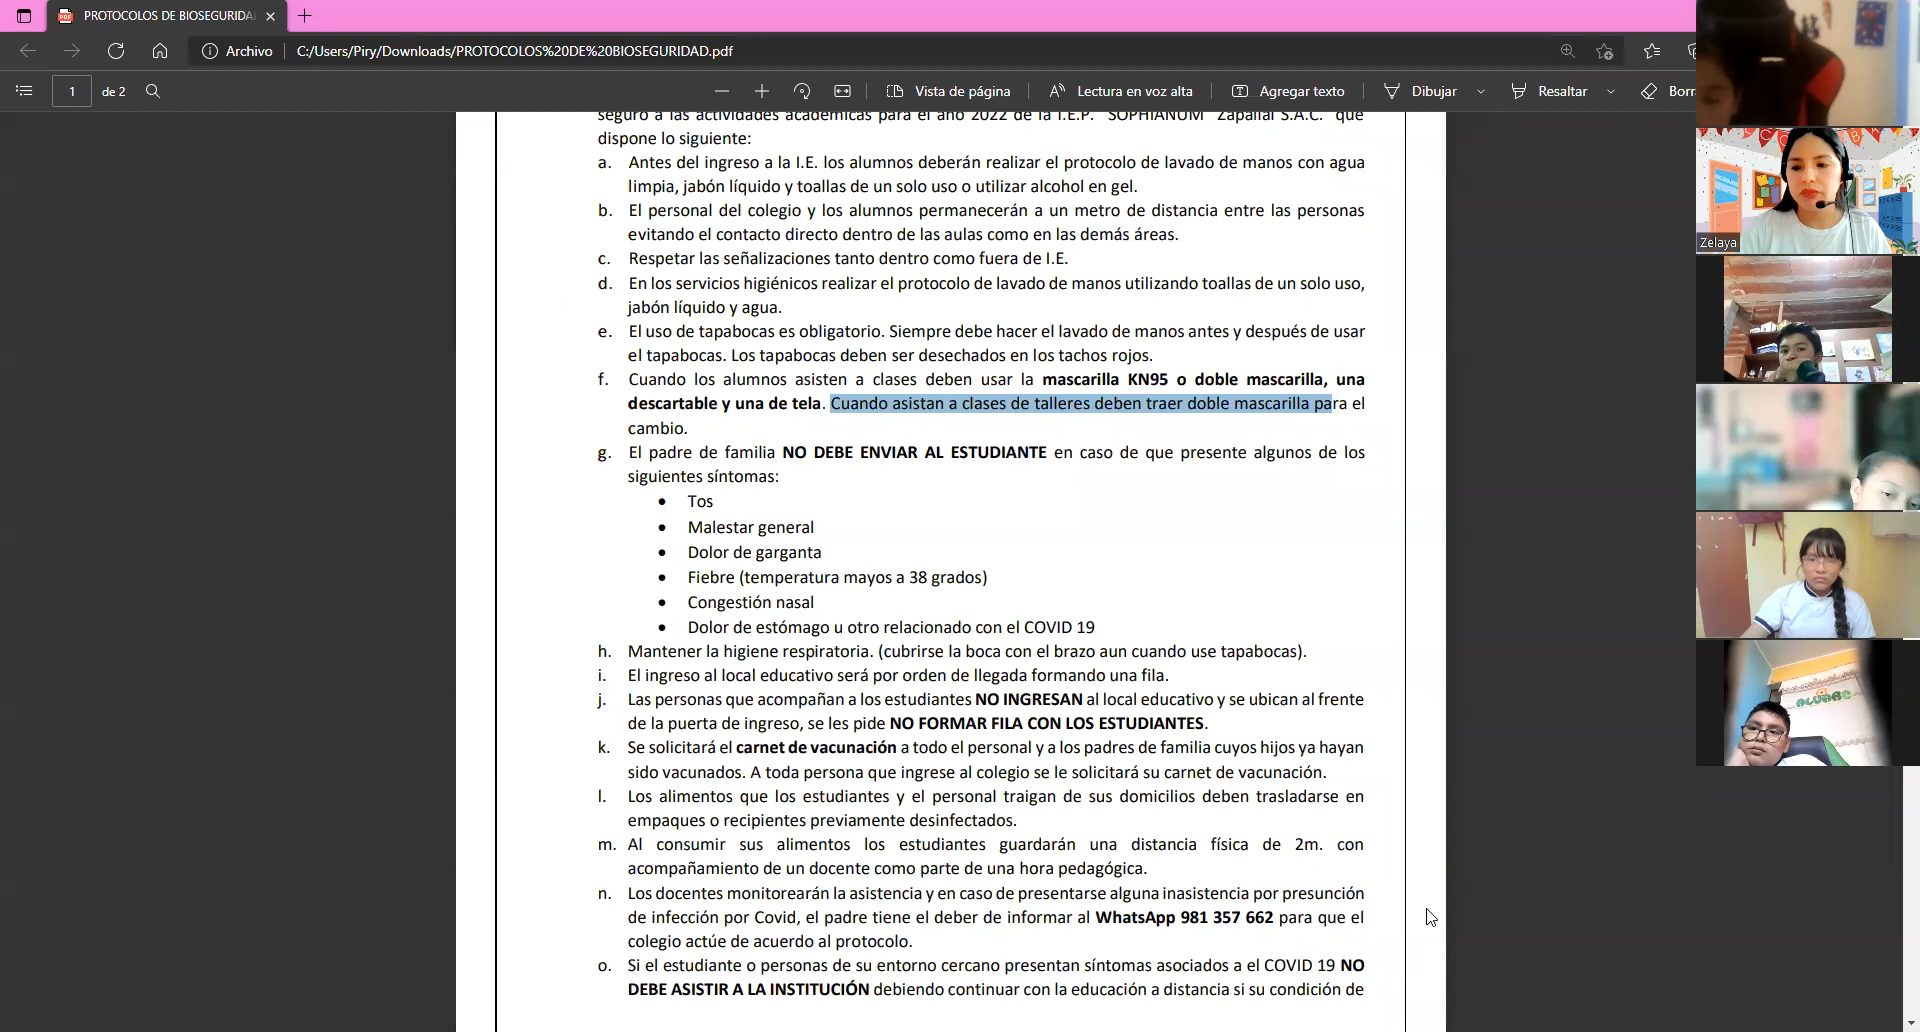 PROTOCOLOS DE BIOSEGURIDA
Archivo
C:/Users/Piry/Downloads/PROTOCOLOS%20DE%20BIOSEGURIDAD.pdf
1 de 2
Vista de página
Lectura en voz alta
Agregar texto
Dibujar
Resaltar
Borr
seguro a las actividades académicas para el año 2022 de la I.E.P. "SOPHIANUM" Zapallal S.A.C. que
dispone lo siguiente:
a. Antes del ingreso a la I.E. los alumnos deberán realizar el protocolo de lavado de manos con agua
limpia, jabón líquido y toallas de un solo uso o utilizar alcohol en gel.
b. El personal del colegio y los alumnos permanecerán a un metro de distancia entre las personas
evitando el contacto directo dentro de las aulas como en las demás áreas.
c. Respetar las señalizaciones tanto dentro como fuera de I.E.
d. En los servicios higiénicos realizar el protocolo de lavado de manos utilizando toallas de un solo uso,
jabón líquido y agua.
e. El uso de tapabocas es obligatorio. Siempre debe hacer el lavado de manos antes y después de usar
el tapabocas. Los tapabocas deben ser desechados en los tachos rojos.
f. Cuando los alumnos asisten a clases deben usar la mascarilla KN95 o doble mascarilla, una
descartable y una de tela. Cuando asistan a clases de talleres deben traer doble mascarilla para el
cambio.
g. El padre de familia NO DEBE ENVIAR AL ESTUDIANTE en caso de que presente algunos de los
siguientes síntomas:
• Tos
• Malestar general
• Dolor de garganta
• Fiebre (temperatura mayos a 38 grados)
• Congestión nasal
• Dolor de estómago u otro relacionado con el COVID 19
h. Mantener la higiene respiratoria. (cubrirse la boca con el brazo aun cuando use tapabocas).
i. El ingreso al local educativo será por orden de llegada formando una fila.
j. Las personas que acompañan a los estudiantes NO INGRESAN al local educativo y se ubican al frente
de la puerta de ingreso, se les pide NO FORMAR FILA CON LOS ESTUDIANTES.
k. Se solicitará el carnet de vacunación a todo el personal y a los padres de familia cuyos hijos ya hayan
sido vacunados. A toda persona que ingrese al colegio se le solicitará su carnet de vacunación.
l. Los alimentos que los estudiantes y el personal traigan de sus domicilios deben trasladarse en
empaques o recipientes previamente desinfectados.
m. Al consumir sus alimentos los estudiantes guardarán una distancia física de 2m. con
acompañamiento de un docente como parte de una hora pedagógica.
n. Los docentes monitorearán la asistencia y en caso de presentarse alguna inasistencia por presunción
de infección por Covid, el padre tiene el deber de informar al WhatsApp 981 357 662 para que el
colegio actúe de acuerdo al protocolo.
o. Si el estudiante o personas de su entorno cercano presentan síntomas asociados a el COVID 19 NO
DEBE ASISTIR A LA INSTITUCIÓN debiendo continuar con la educación a distancia si su condición de
Zelaya